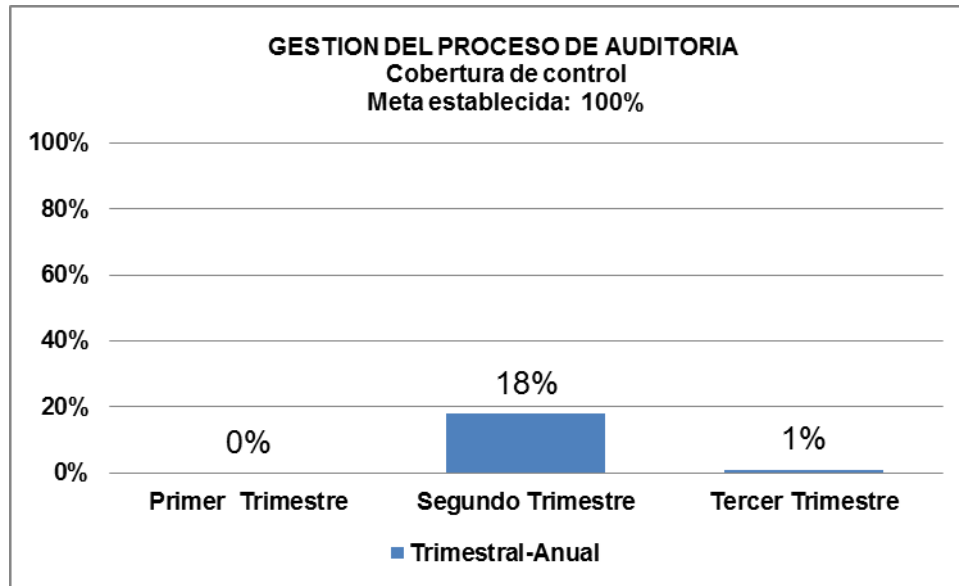 GESTION DEL PROCESO DE AUDITORIA
Cobertura de control
Meta establecida: 100%
100%
80%
60%
40%
20%
0%
0%
18%
1%
Primer Trimestre
Segundo Trimestre
Tercer Trimestre
Trimestral-Anual